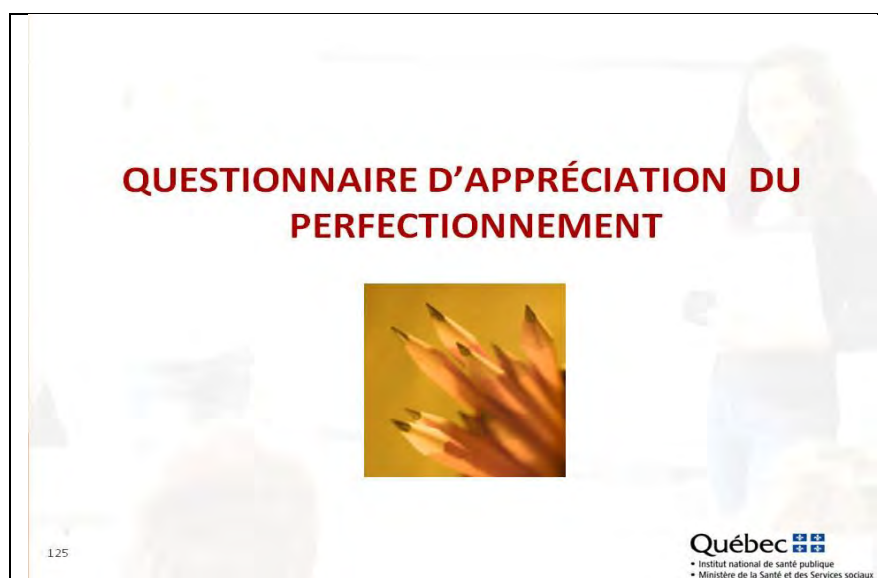 QUESTIONNAIRE D’APPRÉCIATION DU
PERFECTIONNEMENT
125
Québec
• Institut national de santé publique
• Ministère de la Santé et des Services sociaux